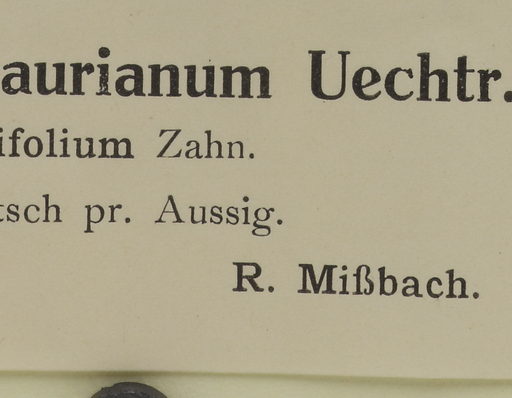 aurianum Uechtr.
ifolium Zahn.
tsch pr. Aussig.
R. Mißbach.